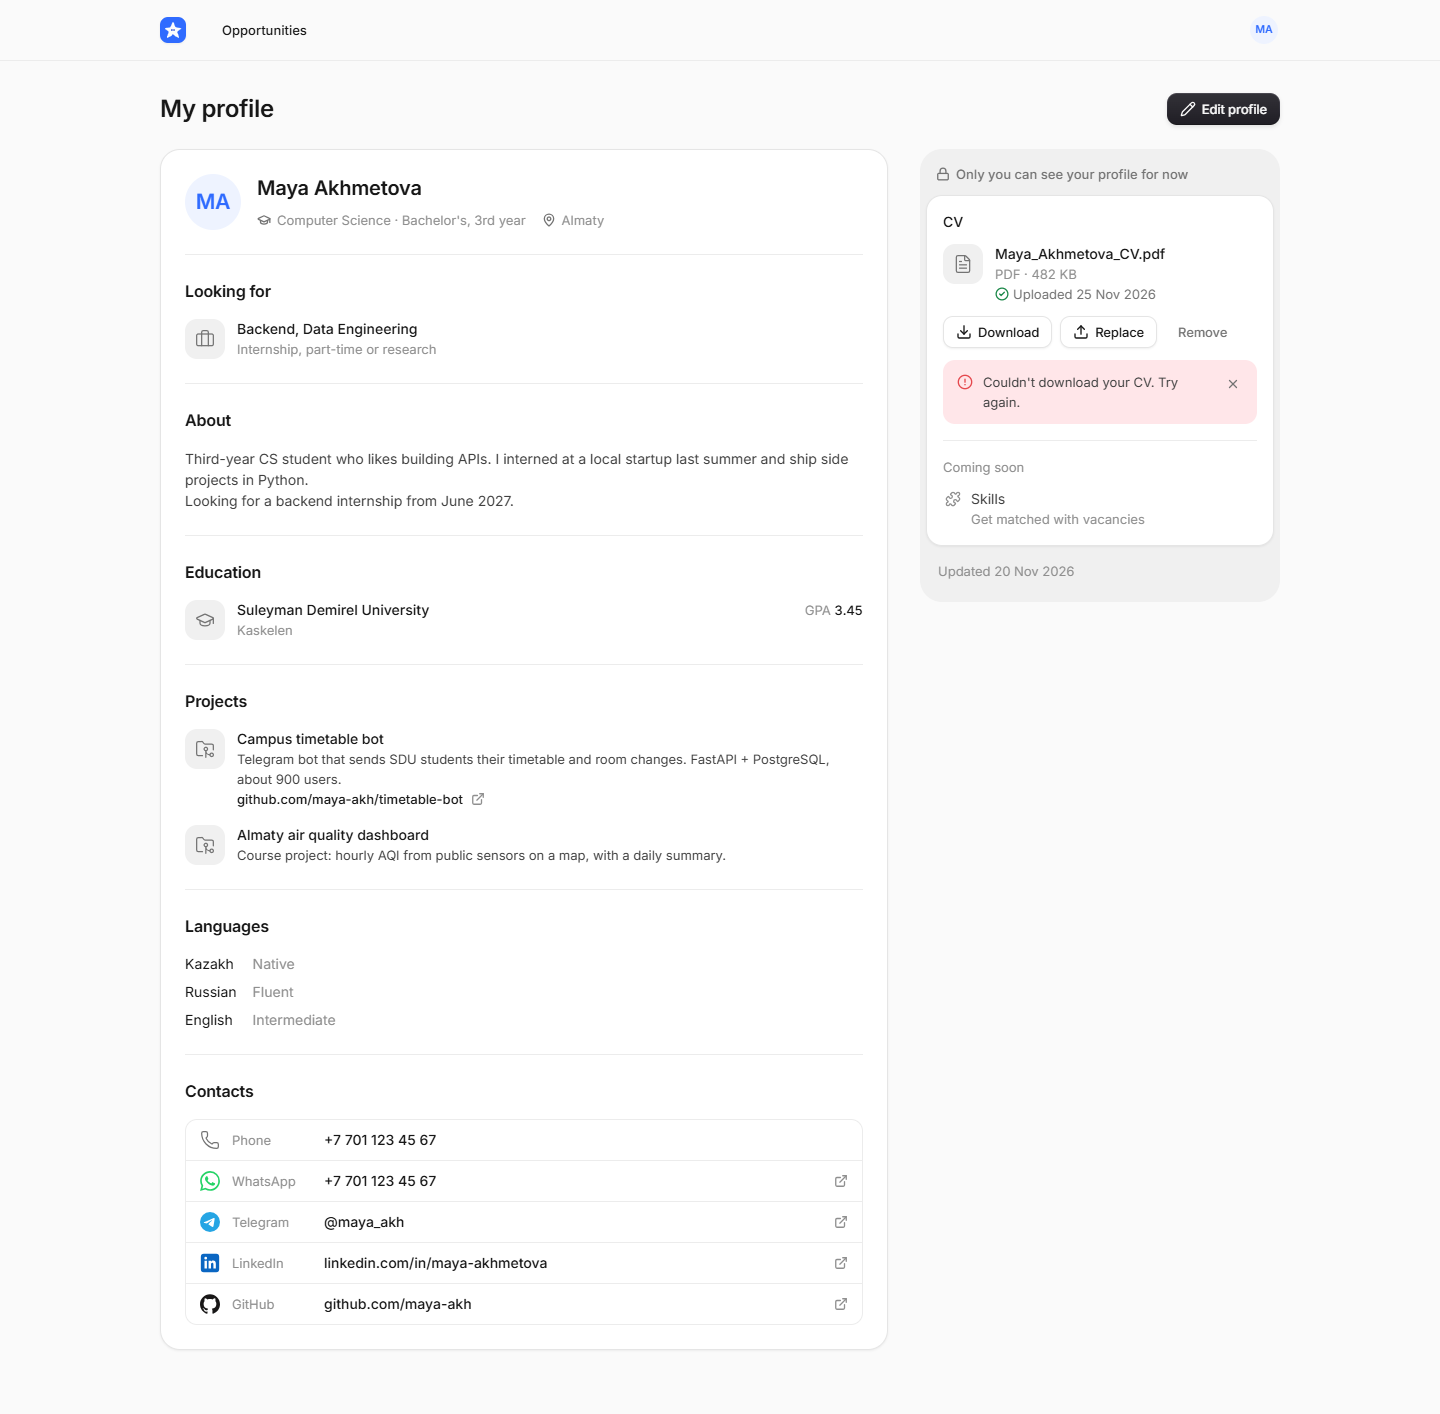 Opportunities
MA
My profile
Edit profile
MA
Maya Akhmetova
Computer Science · Bachelor's, 3rd year
Almaty
Looking for
Backend, Data Engineering
Internship, part-time or research
About
Third-year CS student who likes building APIs. I interned at a local startup last summer and ship side
projects in Python.
Looking for a backend internship from June 2027.
Education
Suleyman Demirel University
GPA 3.45
Kaskelen
Projects
Campus timetable bot
Telegram bot that sends SDU students their timetable and room changes. FastAPI + PostgreSQL,
about 900 users.
github.com/maya-akh/timetable-bot
Almaty air quality dashboard
Course project: hourly AQI from public sensors on a map, with a daily summary.
Languages
Kazakh Native
Russian Fluent
English Intermediate
Contacts
Phone +7 701 123 45 67
WhatsApp +7 701 123 45 67
Telegram @maya_akh
LinkedIn linkedin.com/in/maya-akhmetova
GitHub github.com/maya-akh
Only you can see your profile for now
CV
Maya_Akhmetova_CV.pdf
PDF · 482 KB
Uploaded 25 Nov 2026
Download
Replace
Remove
Couldn't download your CV. Try
again.
Coming soon
Skills
Get matched with vacancies
Updated 20 Nov 2026